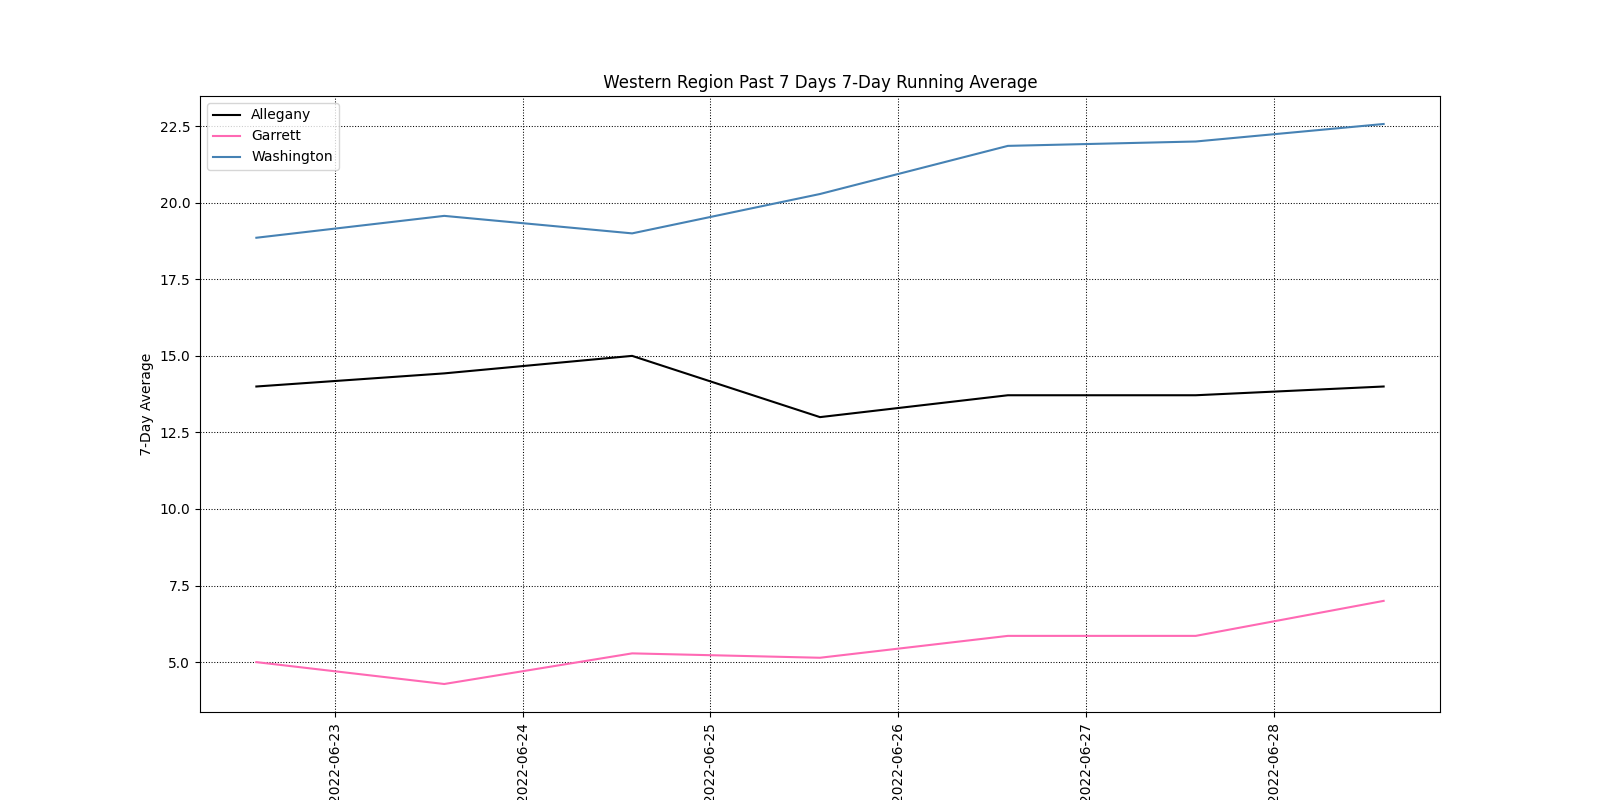 Western Region Past 7 Days 7-Day Running Average
Allegany
Garrett
Washington
22.5
20.0
17.5
15.0
12.5
10.0
7.5
5.0
7-Day Average
2022-06-23
2022-06-24
2022-06-25
2022-06-26
2022-06-27
2022-06-28